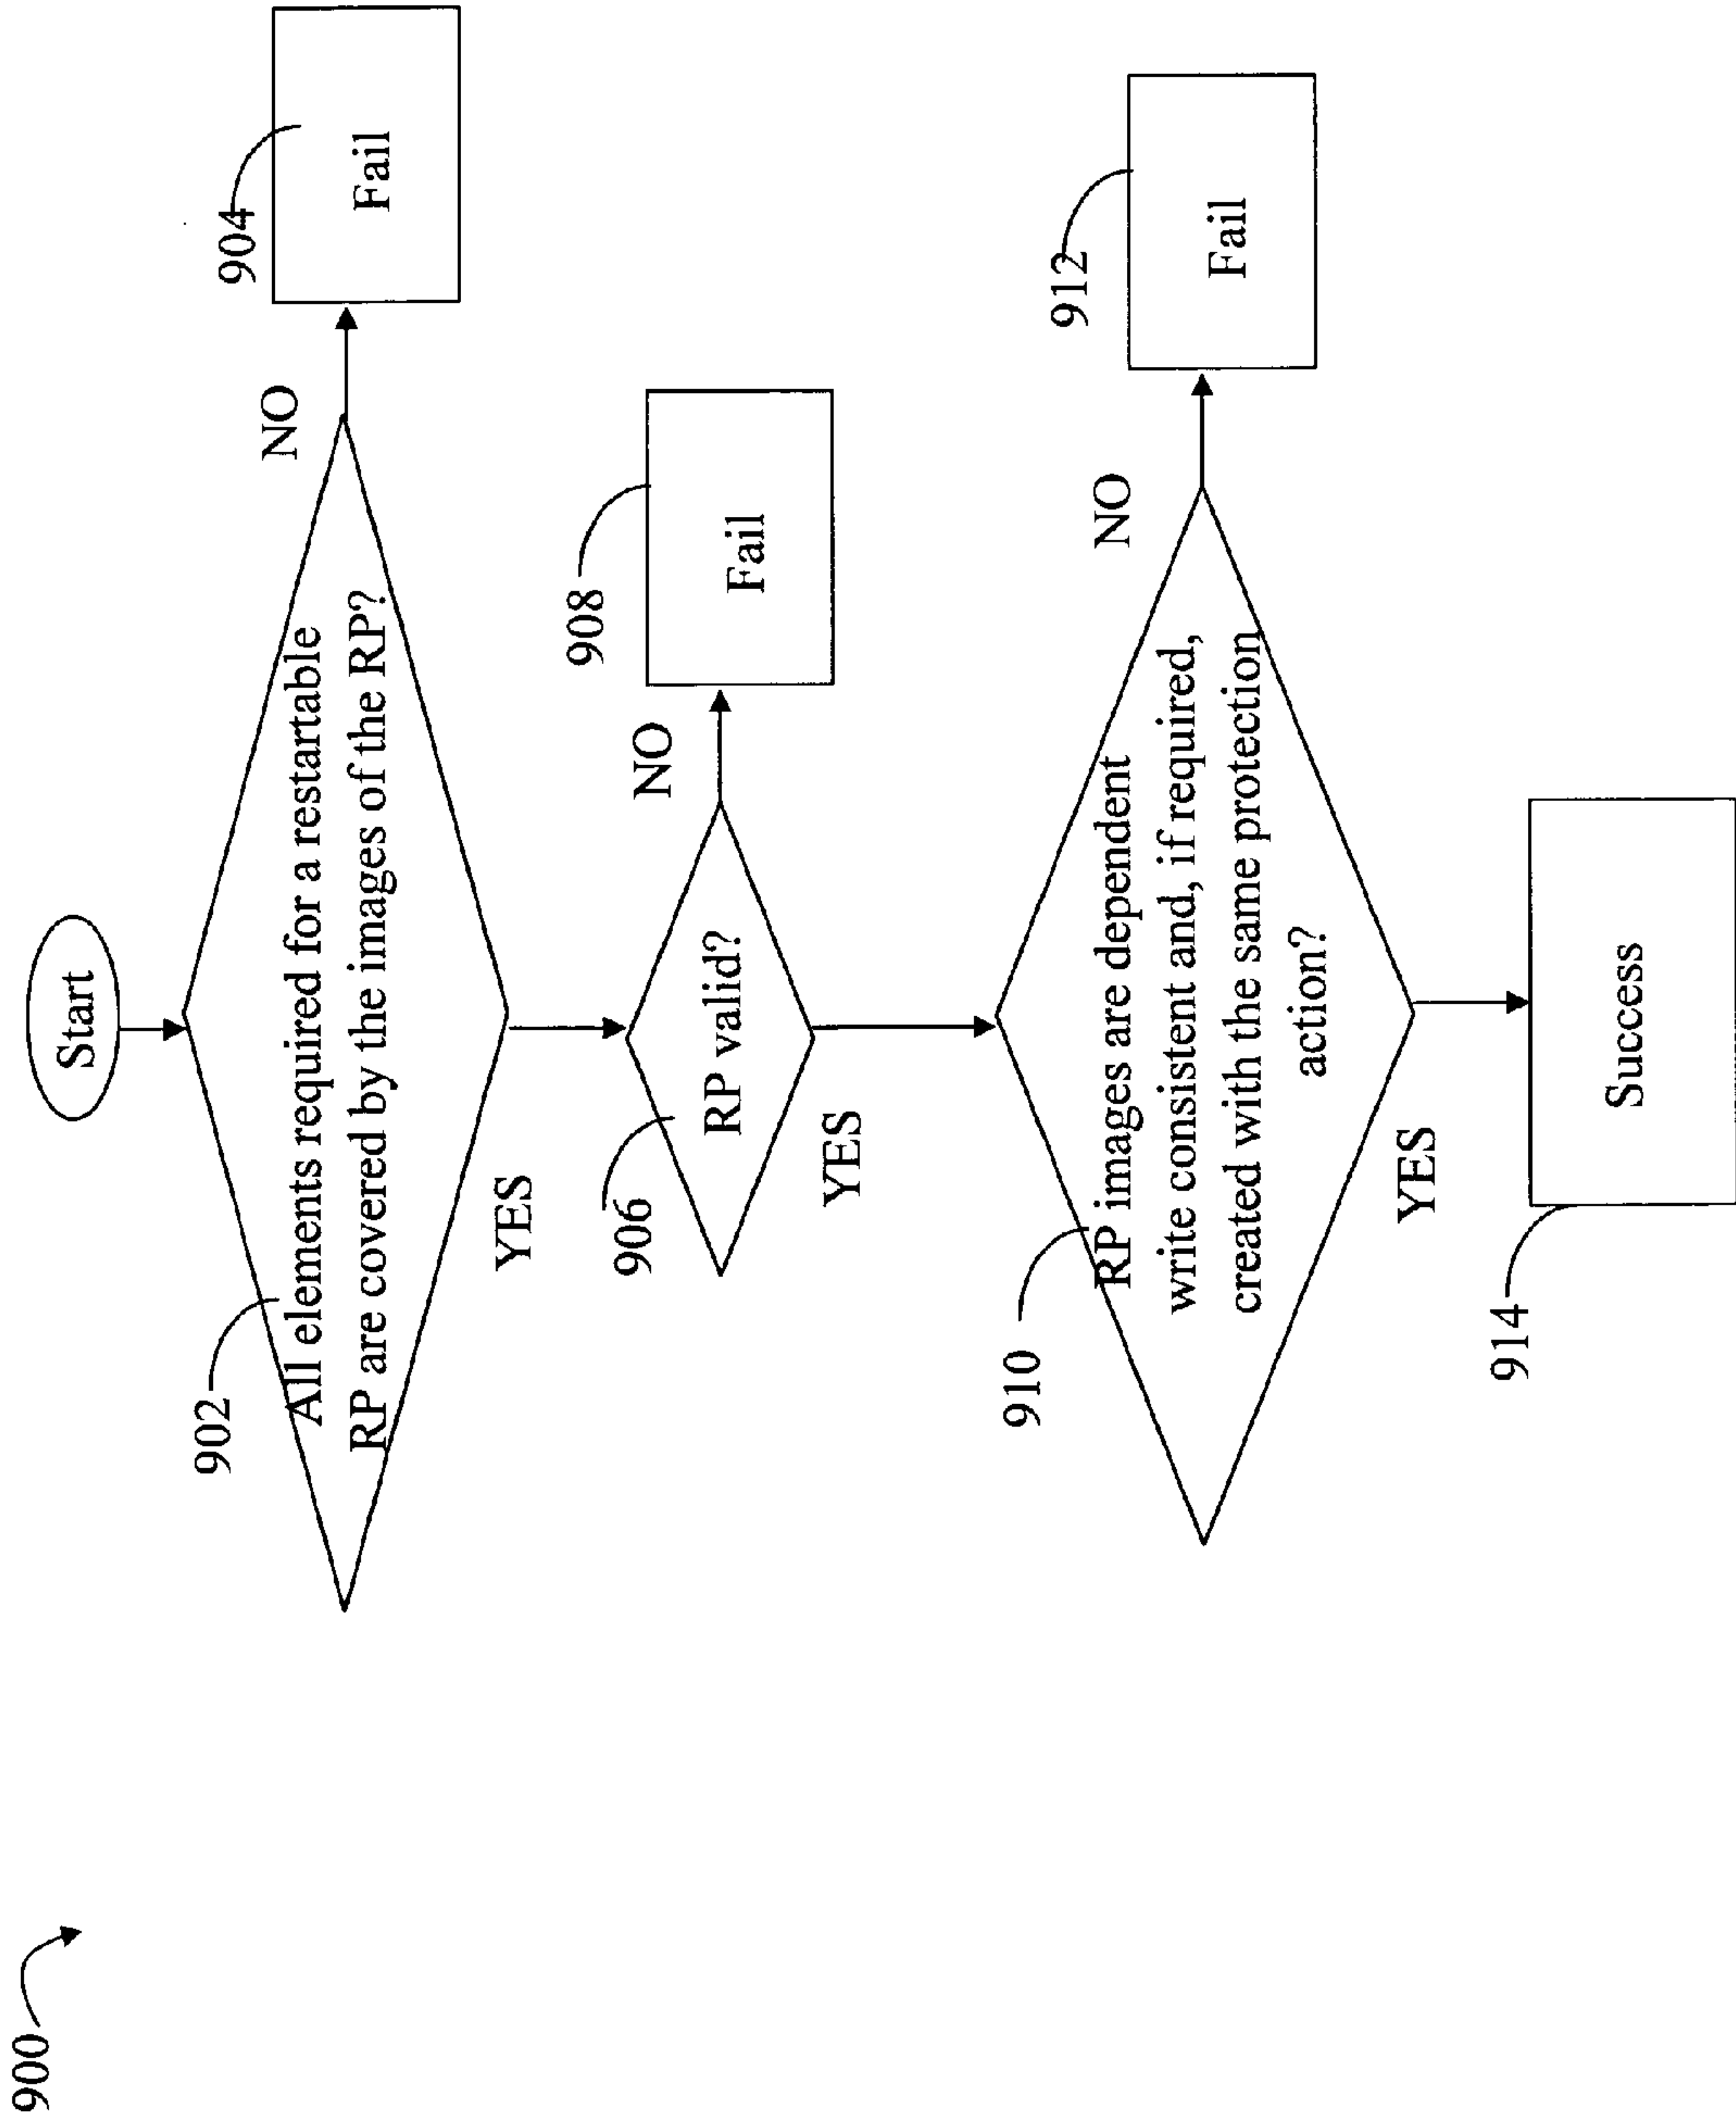 900
Start
902
All elements required for a restartable
RP are covered by the images of the RP?
NO
904
Fail
YES
906
RP valid?
NO
908
Fail
YES
910
RP images are dependent
write consistent and, if required,
created with the same protection
action?
NO
912
Fail
YES
914
Success